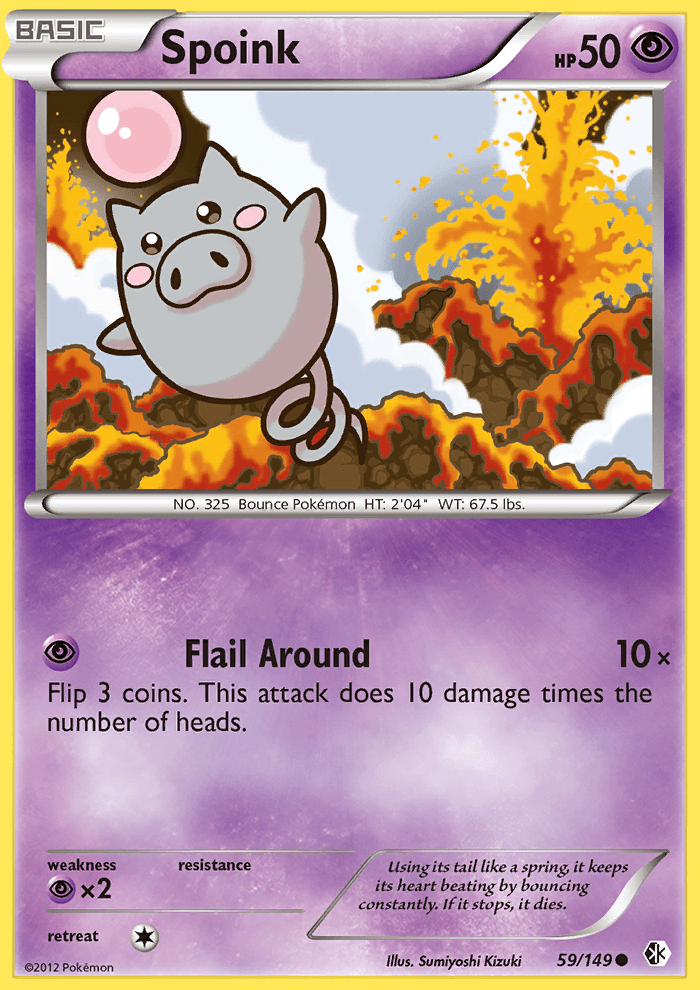 BASIC
Spoink
HP50
NO. 325 Bounce Pokémon HT: 2'04" WT: 67.5 lbs.
Flail Around 10×
Flip 3 coins. This attack does 10 damage times the
number of heads.
weakness resistance
×2
retreat
Using its tail like a spring, it keeps
its heart beating by bouncing
constantly. If it stops, it dies.
Illus. Sumiyoshi Kizuki 59/149
©2012 Pokémon